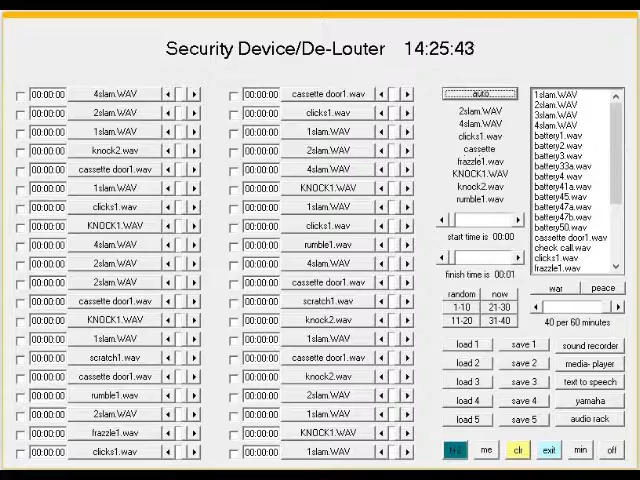 Security Device/De-Louter 14:25:43
00:00:00 4slam.WAV
00:00:00 2slam.WAV
00:00:00 1slam.WAV
00:00:00 knock2.wav
00:00:00 cassette door1.wav
00:00:00 1slam.WAV
00:00:00 clicks1.wav
00:00:00 KNOCK1.WAV
00:00:00 4slam.WAV
00:00:00 2slam.WAV
00:00:00 2slam.WAV
00:00:00 cassette door1.wav
00:00:00 KNOCK1.WAV
00:00:00 1slam.WAV
00:00:00 scratch1.wav
00:00:00 cassette door1.wav
00:00:00 rumble1.wav
00:00:00 2slam.WAV
00:00:00 frazzle1.wav
00:00:00 clicks1.wav
00:00:00 cassette door1.wav
00:00:00 clicks1.wav
00:00:00 1slam.WAV
00:00:00 2slam.WAV
00:00:00 4slam.WAV
00:00:00 KNOCK1.WAV
00:00:00 1slam.WAV
00:00:00 clicks1.wav
00:00:00 rumble1.wav
00:00:00 4slam.WAV
00:00:00 cassette door1.wav
00:00:00 scratch1.wav
00:00:00 knock2.wav
00:00:00 1slam.WAV
00:00:00 cassette door1.wav
00:00:00 knock2.wav
00:00:00 2slam.WAV
00:00:00 1slam.WAV
00:00:00 KNOCK1.WAV
00:00:00 1slam.WAV
auto
2slam.WAV
4slam.WAV
clicks1.wav
cassette
frazzle1.wav
KNOCK1.WAV
knock2.wav
rumble1.wav
start time is 00:00
finish time is 00:01
random now
1-10 21-30
11-20 31-40
1slam.WAV
2slam.WAV
3slam.WAV
4slam.WAV
battery1.wav
battery2.wav
battery3.wav
battery33a.wav
battery4.wav
battery41a.wav
battery45.wav
battery47a.wav
battery47b.wav
battery50.wav
cassette door1.wav
check call.wav
clicks1.wav
frazzle1.wav
war peace
40 per 60 minutes
load 1 save 1 sound recorder
load 2 save 2 media- player
load 3 save 3 text to speech
load 4 save 4 yamaha
load 5 save 5 audio rack
me clr exit min off